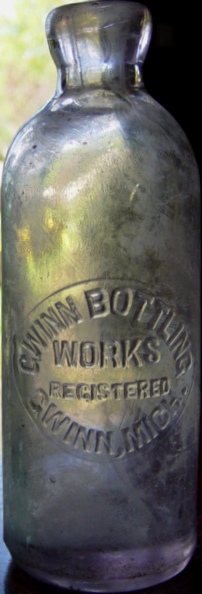 GWINN BOTTLING
WORKS
REGISTERED
GWINN, MICH.